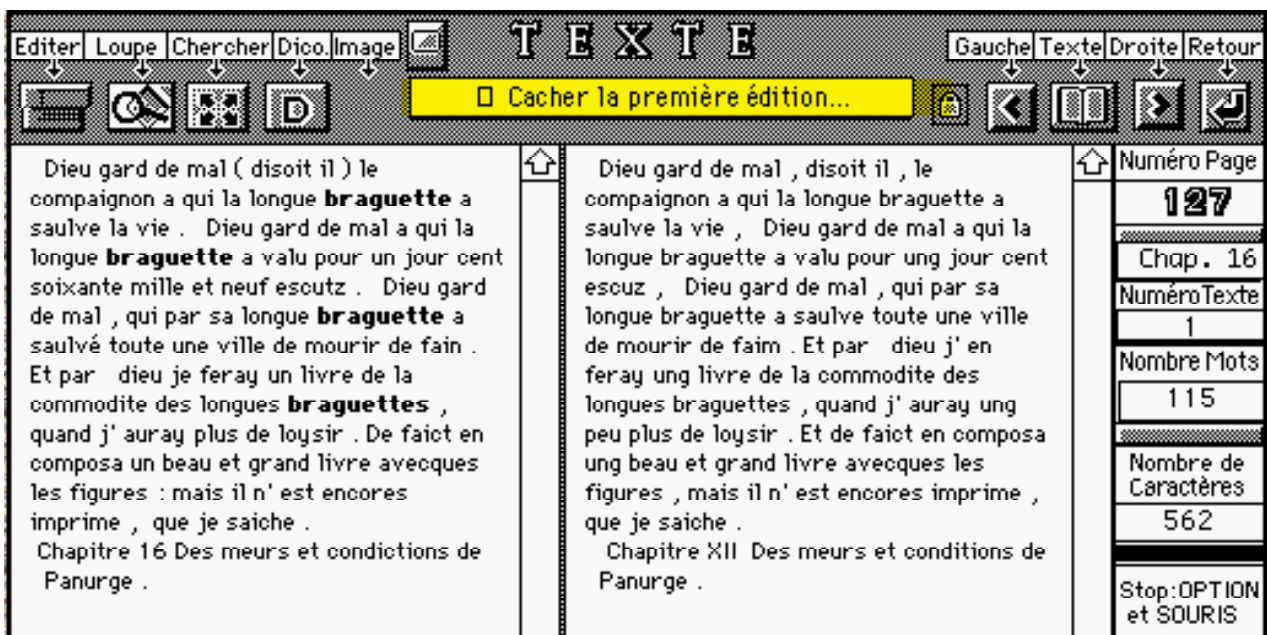 TEXTE
Editer Loupe Chercher Dico. Image
Gauche Texte Droite Retour
D
□ Cacher la première édition...
Dieu gard de mal ( disoit il ) le
compaignon a qui la longue braguette a
saulve la vie . Dieu gard de mal a qui la
longue braguette a valu pour un jour cent
soixante mille et neuf escutz . Dieu gard
de mal , qui par sa longue braguette a
saulvé toute une ville de mourir de fain .
Et par dieu je feray un livre de la
commodite des longues braguettes ,
quand j' auray plus de loysir . De faict en
composa un beau et grand livre avecques
les figures : mais il n' est encores
imprime , que je saiche .
Chapitre 16 Des meurs et condictions de
Panurge .
Dieu gard de mal , disoit il , le
compaignon a qui la longue braguette a
saulve la vie , Dieu gard de mal a qui la
longue braguette a valu pour ung jour cent
escuz , Dieu gard de mal , qui par sa
longue braguette a saulve toute une ville
de mourir de faim . Et par dieu j' en
feray ung livre de la commodite des
longues braguettes , quand j' auray ung
peu plus de loysir . Et de faict en composa
ung beau et grand livre avecques les
figures , mais il n' est encores imprime ,
que je saiche .
Chapitre XII Des meurs et conditions de
Panurge .
Numéro Page
127
Chap. 16
NuméroTexte
1
Nombre Mots
115
Nombre de
Caractères
562
Stop:OPTION
et SOURIS